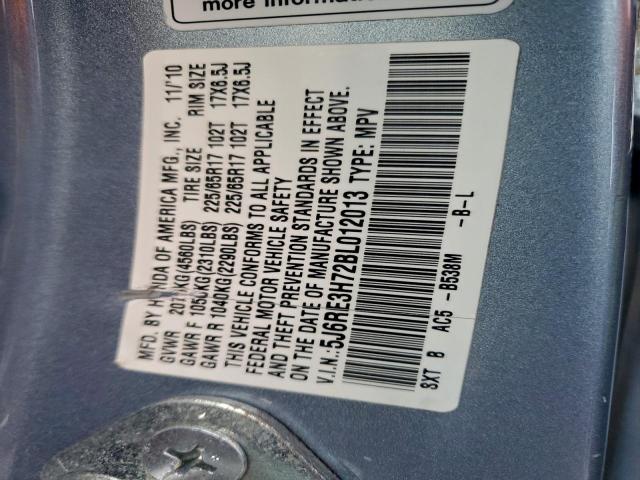 more information
MFD. BY HONDA OF AMERICA MFG., INC. 11/'10
GVWR KG(4560LBS) TIRE SIZE RIM SIZE
GAWR F 1050KG(2310LBS) 225/65R17 102T 17X6.5J
GAWR R 1040KG(2290LBS) 225/65R17 102T 17X6.5J
THIS VEHICLE CONFORMS TO ALL APPLICABLE
FEDERAL MOTOR VEHICLE SAFETY
AND THEFT PREVENTION STANDARDS IN EFFECT
ON THE DATE OF MANUFACTURE SHOWN ABOVE.
V.I.N.:5J6RE3H72BL012013 TYPE: MPV
SXT B AC5 -B538M -B-L